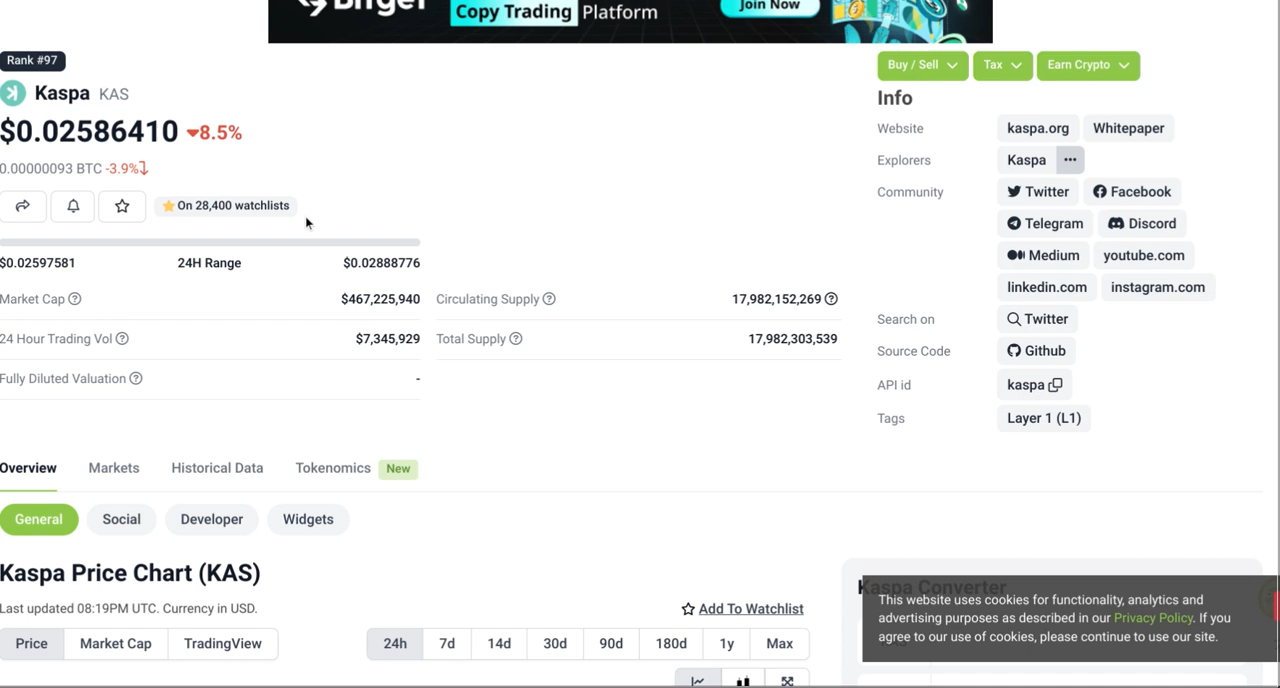 Bitget
Copy Trading Platform
Join Now
Rank #97
Kaspa KAS
$0.02586410 8.5%
0.00000093 BTC -3.9%
On 28,400 watchlists
$0.02597581 24H Range $0.02888776
Market Cap $467,225,940
24 Hour Trading Vol $7,345,929
Fully Diluted Valuation -
Circulating Supply 17,982,152,269
Total Supply 17,982,303,539
Buy / Sell Tax Earn Crypto
Info
Website kaspa.org Whitepaper
Explorers Kaspa •••
Community Twitter Facebook
Telegram Discord
Medium youtube.com
linkedin.com instagram.com
Search on Twitter
Source Code Github
API id kaspa
Tags Layer 1 (L1)
Overview Markets Historical Data Tokenomics New
General Social Developer Widgets
Kaspa Price Chart (KAS)
Last updated 08:19PM UTC. Currency in USD.
Add To Watchlist
Price Market Cap TradingView
24h 7d 14d 30d 90d 180d 1y Max
Kaspa Converter
This website uses cookies for functionality, analytics and
advertising purposes as described in our Privacy Policy. If you
agree to our use of cookies, please continue to use our site.